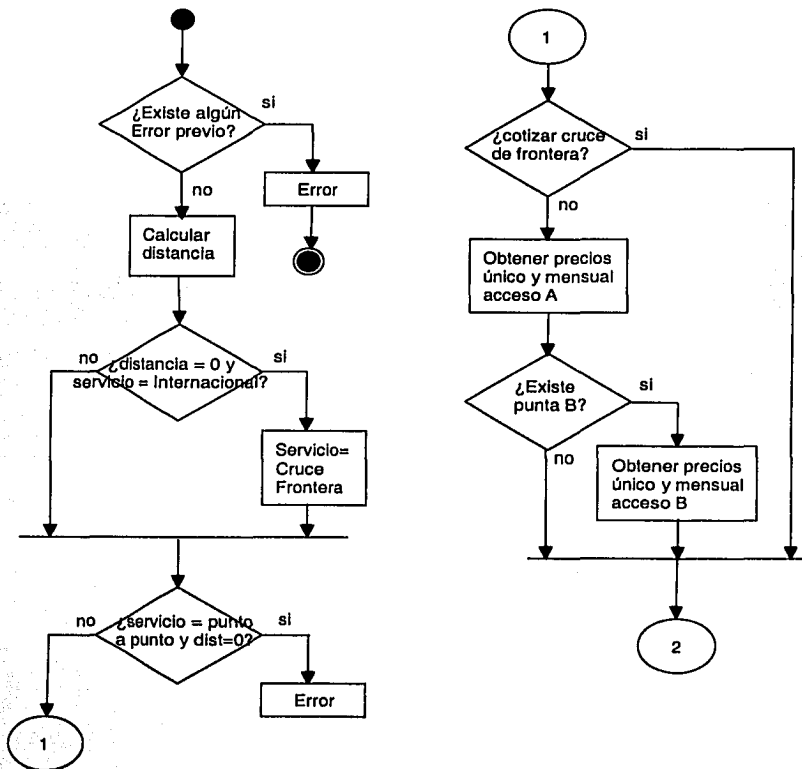 ¿Existe algún
Error previo?
si
no
Error
Calcular
distancia
no
¿distancia = 0 y
servicio = Internacional?
si
Servicio=
Cruce
Frontera
no
¿servicio = punto
a punto y dist=0?
si
Error
1
1
¿cotizar cruce
de frontera?
si
no
Obtener precios
único y mensual
acceso A
¿Existe
punta B?
si
no
Obtener precios
único y mensual
acceso B
2